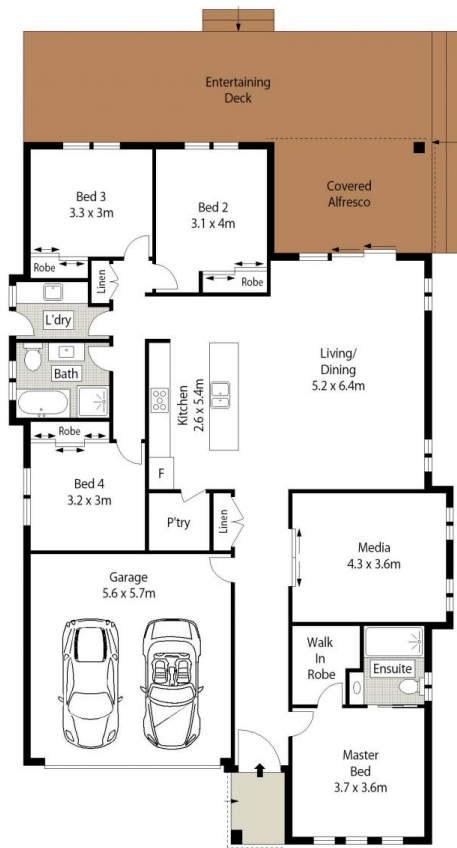 Entertaining
Deck
Bed 3
3.3 x 3m
Bed 2
3.1 x 4m
Covered
Alfresco
Robe
Linen
Robe
L'dry
Bath
Kitchen
2.6 x 5.4m
Living/
Dining
5.2 x 6.4m
Robe
Bed 4
3.2 x 3m
F
P'try
Linen
Media
4.3 x 3.6m
Garage
5.6 x 5.7m
Walk
In
Robe
Ensuite
Master
Bed
3.7 x 3.6m